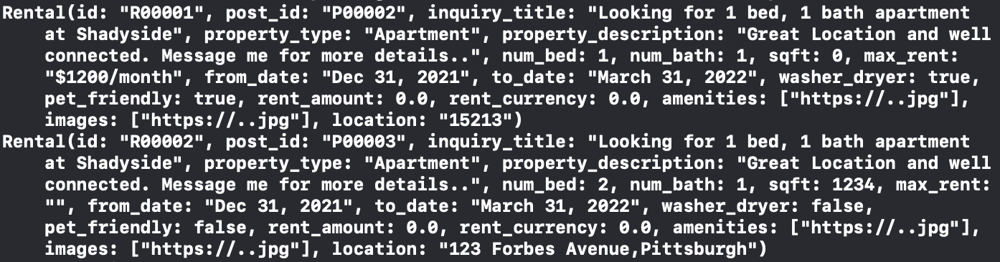 Rental(id: "R00001", post_id: "P00002", inquiry_title: "Looking for 1 bed, 1 bath apartment
at Shadyside", property_type: "Apartment", property_description: "Great Location and well
connected. Message me for more details..", num_bed: 1, num_bath: 1, sqft: 0, max_rent:
"$1200/month", from_date: "Dec 31, 2021", to_date: "March 31, 2022", washer_dryer: true,
pet_friendly: true, rent_amount: 0.0, rent_currency: 0.0, amenities: ["https://..jpg"],
images: ["https://..jpg"], location: "15213")
Rental(id: "R00002", post_id: "P00003", inquiry_title: "Looking for 1 bed, 1 bath apartment
at Shadyside", property_type: "Apartment", property_description: "Great Location and well
connected. Message me for more details..", num_bed: 2, num_bath: 1, sqft: 1234, max_rent:
"", from_date: "Dec 31, 2021", to_date: "March 31, 2022", washer_dryer: false,
pet_friendly: false, rent_amount: 0.0, rent_currency: 0.0, amenities: ["https://..jpg"],
images: ["https://..jpg"], location: "123 Forbes Avenue,Pittsburgh")